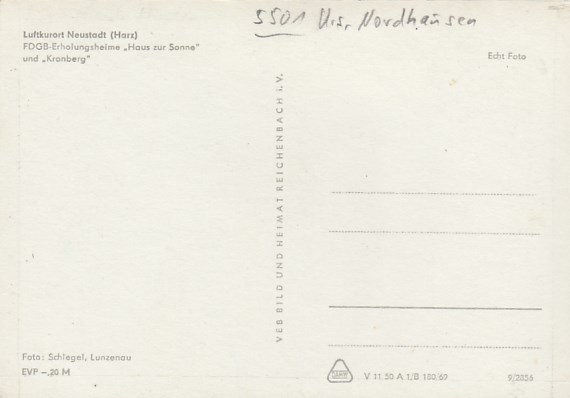 5501 Krs. Nordhausen
Luftkurort Neustadt (Harz)
FDGB-Erholungsheime „Haus zur Sonne"
und „Kronberg"
Echt Foto
VEB BILD UND HEIMAT REICHENBACH i. V.
Foto: Schlegel, Lunzenau
EVP –,20 M
V 11 50 A 1/B 180/69
9/2036